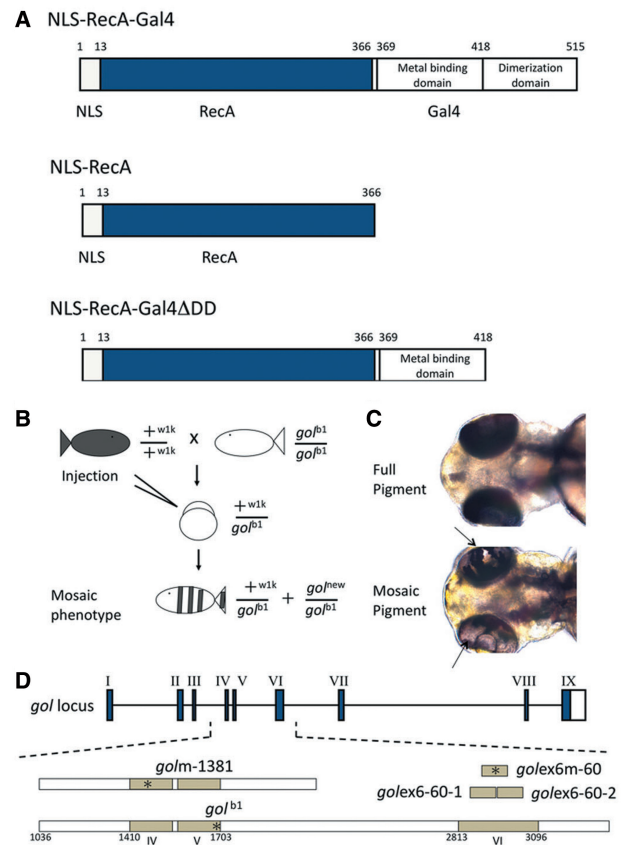 A
NLS-RecA-Gal4
1 13 366 369 418 515
Metal binding domain
Dimerization domain
NLS RecA Gal4
NLS-RecA
1 13 366
NLS RecA
NLS-RecA-Gal4ΔDD
1 13 366 369 418
Metal binding domain
B
+w1k
+w1k
X
golb1
golb1
Injection
+w1k
golb1
Mosaic phenotype
+w1k
golb1
+
golnew
golb1
C
Full Pigment
Mosaic Pigment
D
I II III IV V VI VII VIII IX
gol locus
golm-1381
*
golex6m-60
*
golex6-60-1 golex6-60-2
gol b1
*
1036 1410 1703 2813 3096
IV V VI